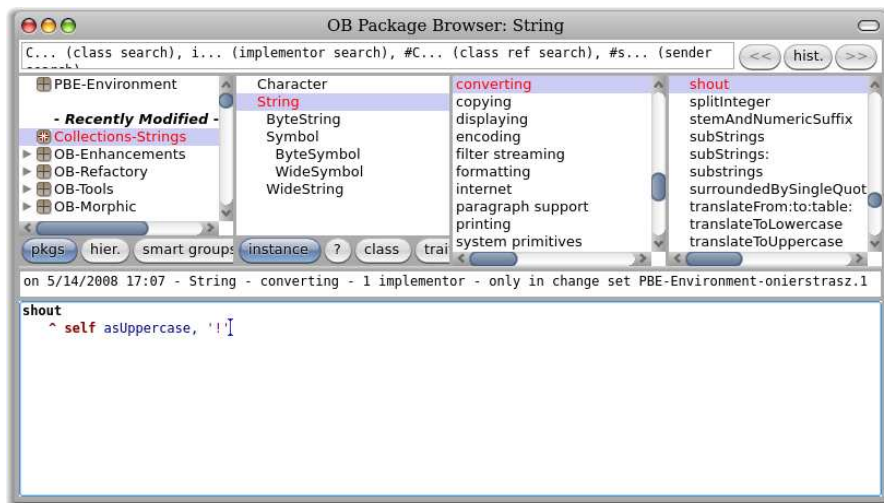 OB Package Browser: String
C... (class search), i... (implementor search), #C... (class ref search), #s... (sender
<< hist. >>
PBE-Environment
- Recently Modified -
Collections-Strings
OB-Enhancements
OB-Refactory
OB-Tools
OB-Morphic
Character
String
ByteString
Symbol
ByteSymbol
WideSymbol
WideString
converting
copying
displaying
encoding
filter streaming
formatting
internet
paragraph support
printing
system primitives
shout
splitInteger
stemAndNumericSuffix
subStrings
subStrings:
substrings
surroundedBySingleQuot
translateFrom:to:table:
translateToLowercase
translateToUppercase
pkgs hier. smart groups instance ? class trai
on 5/14/2008 17:07 - String - converting - 1 implementor - only in change set PBE-Environment-onierstrasz.1
shout
^ self asUppercase, '!'